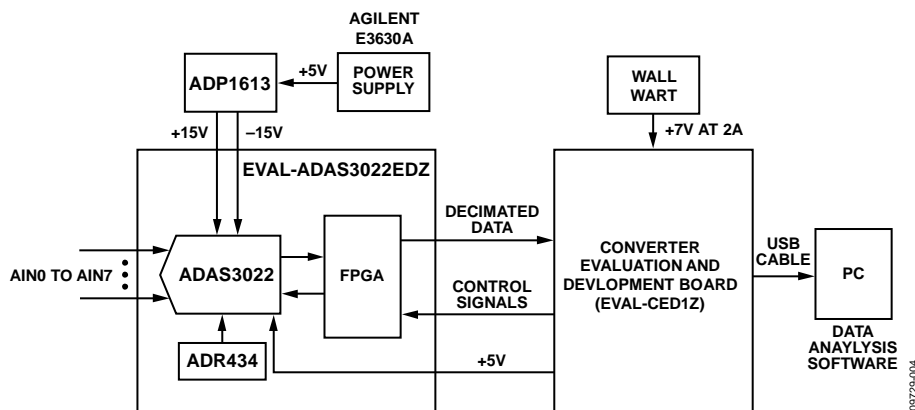 AGILENT
E3630A
ADP1613
+5V
POWER
SUPPLY
WALL
WART
+15V
–15V
+7V AT 2A
EVAL-ADAS3022EDZ
DECIMATED
DATA
AIN0 TO AIN7
ADAS3022
FPGA
CONVERTER
EVALUATION AND
DEVLOPMENT BOARD
(EVAL-CED1Z)
USB
CABLE
PC
CONTROL
SIGNALS
ADR434
+5V
DATA
ANAYLYSIS
SOFTWARE
09729-004